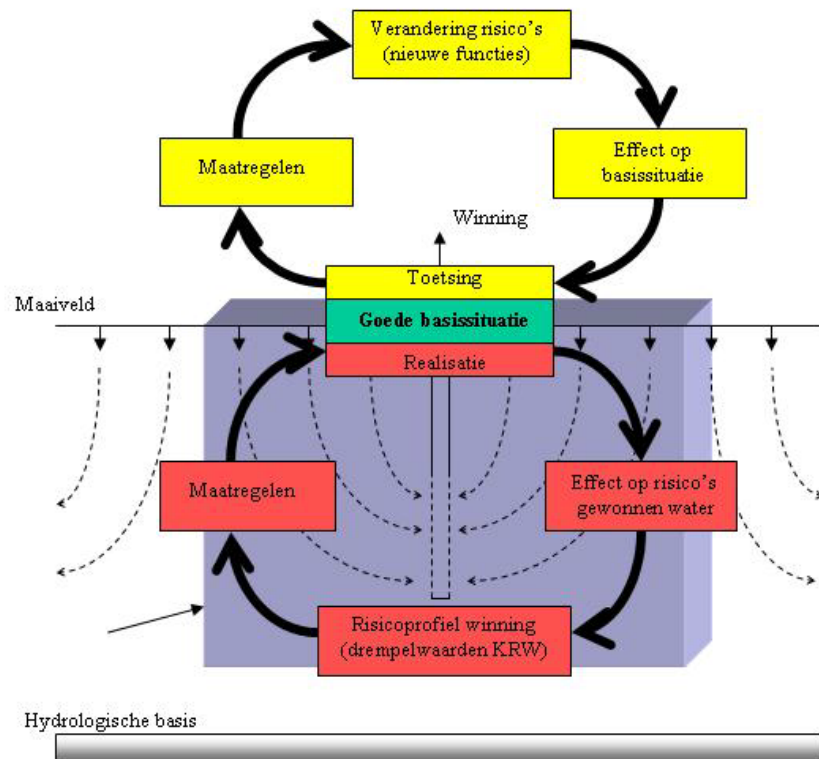 Verandering risico's
(nieuwe functies)
Maatregelen
Effect op
basissituatie
Winning
Toetsing
Maaiveld
Goede basissituatie
Realisatie
Maatregelen
Effect op risico's
gewonnen water
Risicoprofiel winning
(drempelwaarden KRW)
Hydrologische basis